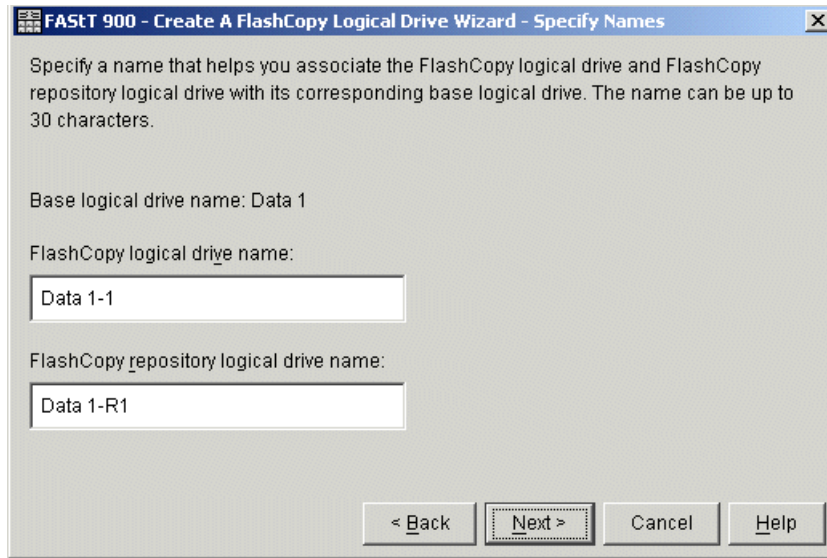 FAStT 900 - Create A FlashCopy Logical Drive Wizard - Specify Names
Specify a name that helps you associate the FlashCopy logical drive and FlashCopy
repository logical drive with its corresponding base logical drive. The name can be up to
30 characters.
Base logical drive name: Data 1
FlashCopy logical drive name:
Data 1-1
FlashCopy repository logical drive name:
Data 1-R1
< Back Next > Cancel Help